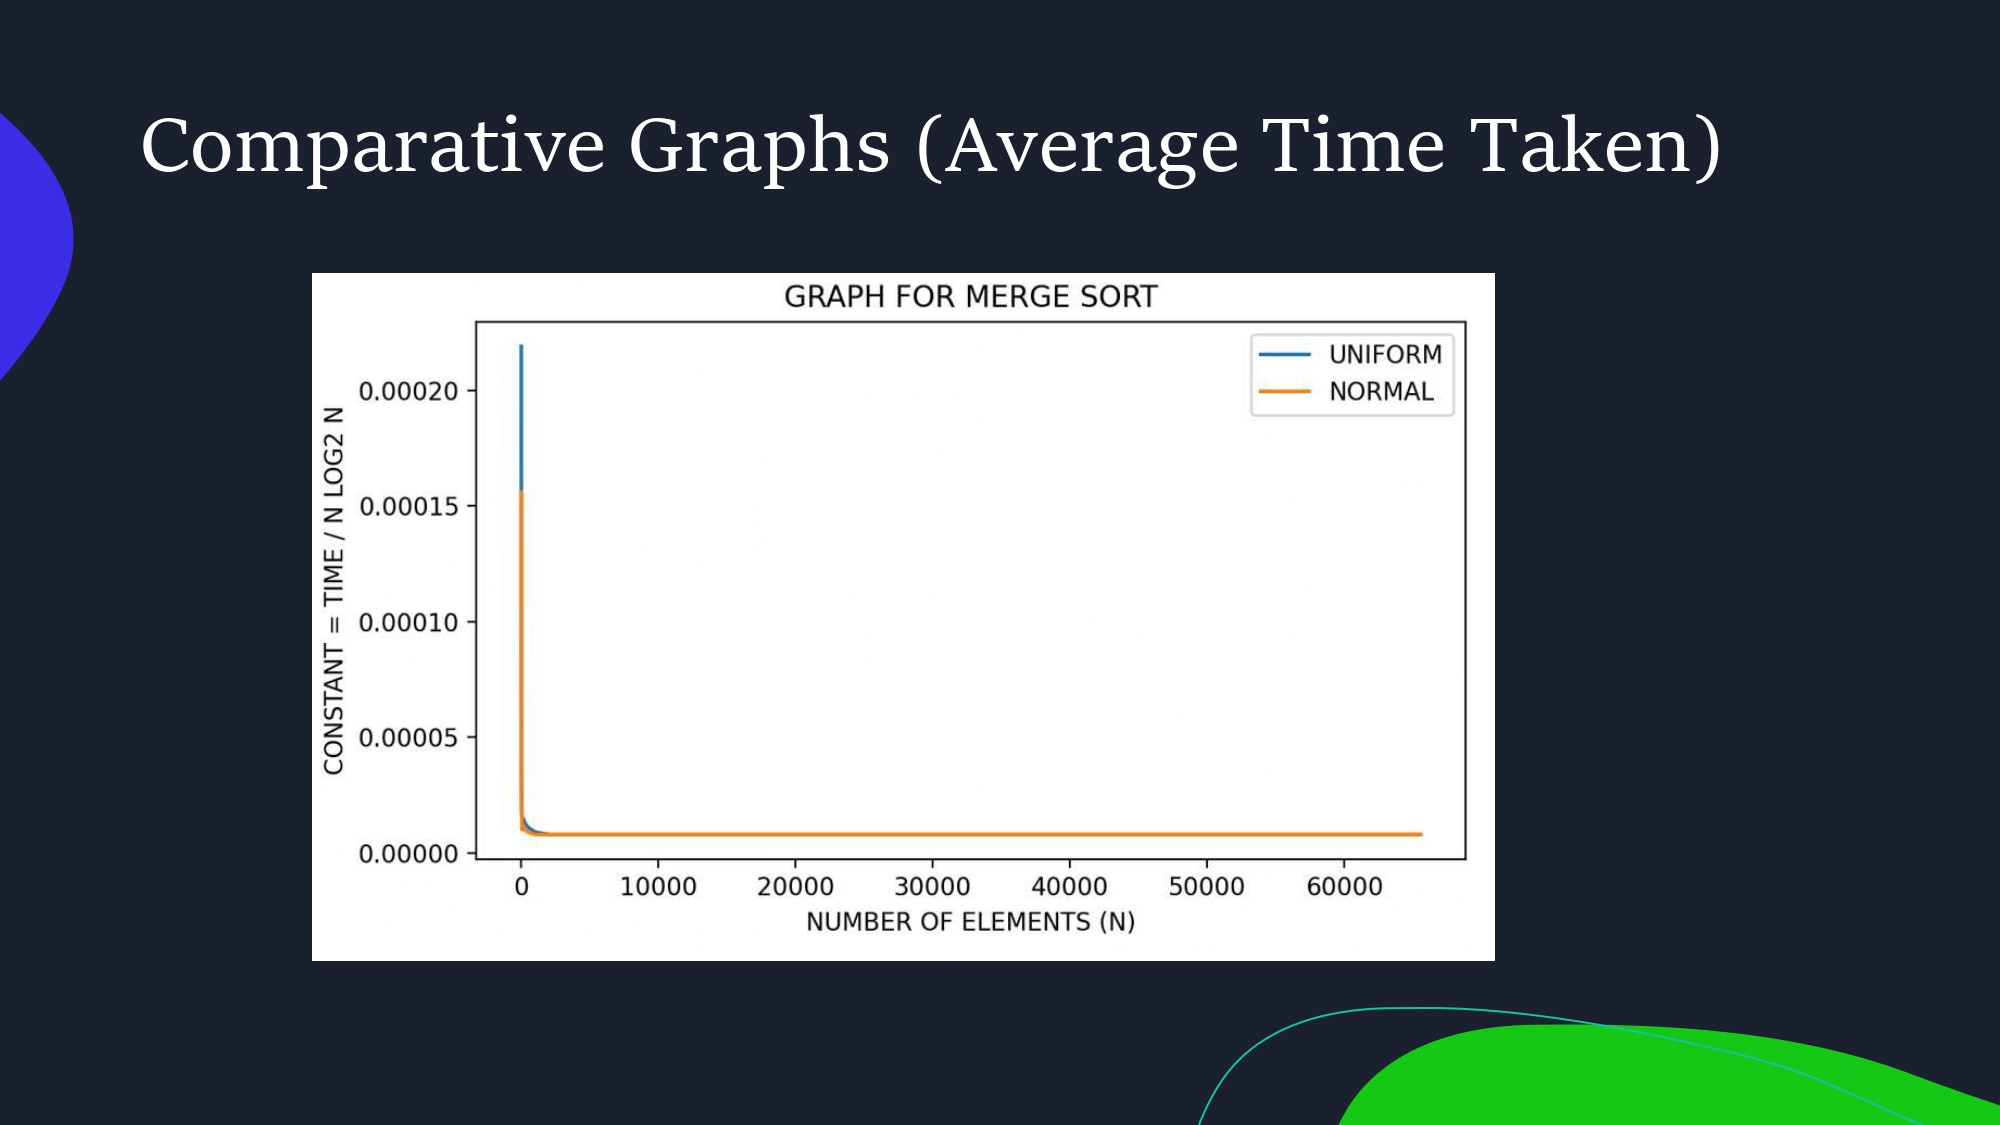 Comparative Graphs (Average Time Taken)
GRAPH FOR MERGE SORT
UNIFORM
NORMAL
CONSTANT = TIME / N LOG2 N
0.00020
0.00015
0.00010
0.00005
0.00000
0 10000 20000 30000 40000 50000 60000
NUMBER OF ELEMENTS (N)